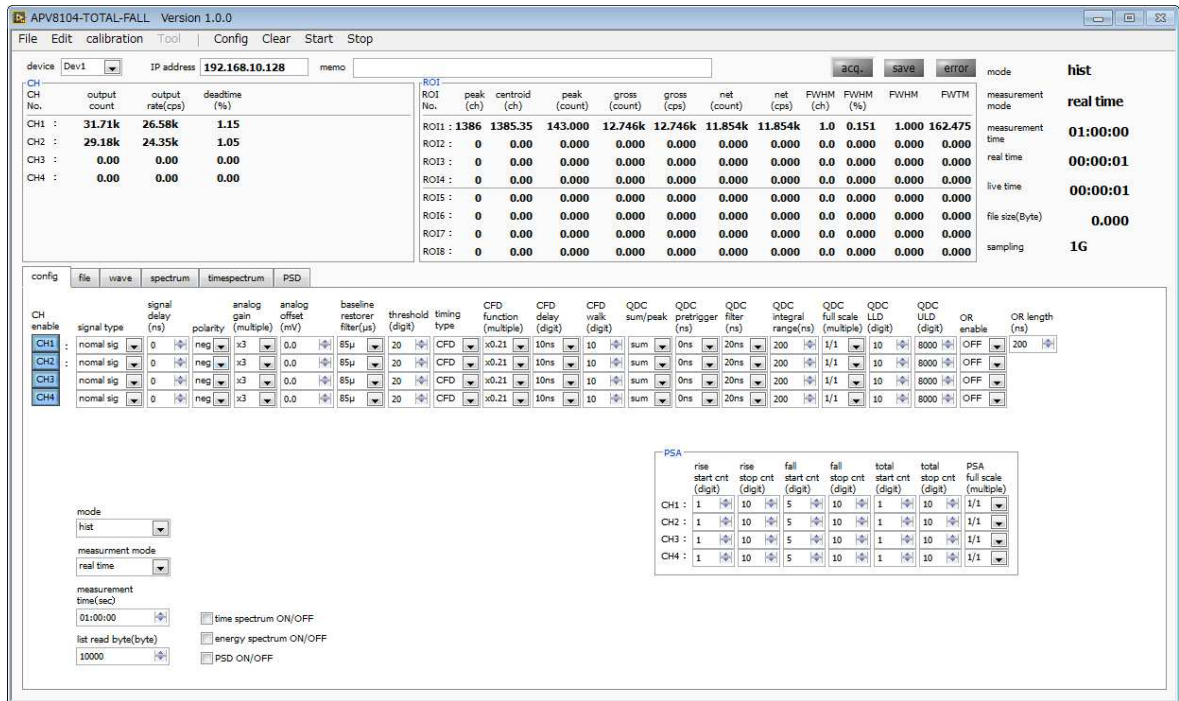 APV8104-TOTAL-FALL Version 1.0.0
File Edit calibration Tool | Config Clear Start Stop
device Dev1 IP address 192.168.10.128 memo acq. save error
mode hist
measurement mode real time
measurement time 01:00:00
real time 00:00:01
live time 00:00:01
file size(Byte) 0.000
sampling 1G
CH
CH No. output count output rate(cps) deadtime (%)
CH1 : 31.71k 26.58k 1.15
CH2 : 29.18k 24.35k 1.05
CH3 : 0.00 0.00 0.00
CH4 : 0.00 0.00 0.00
ROI
ROI No. peak (ch) centroid (ch) peak (count) gross (count) gross (cps) net (count) net (cps) FWHM (ch) FWHM (%) FWHM FWTM
ROI1 : 1386 1385.35 143.000 12.746k 12.746k 11.854k 11.854k 1.0 0.151 1.000 162.475
ROI2 : 0 0.00 0.000 0.000 0.000 0.000 0.000 0.0 0.000 0.000 0.000
ROI3 : 0 0.00 0.000 0.000 0.000 0.000 0.000 0.0 0.000 0.000 0.000
ROI4 : 0 0.00 0.000 0.000 0.000 0.000 0.000 0.0 0.000 0.000 0.000
ROI5 : 0 0.00 0.000 0.000 0.000 0.000 0.000 0.0 0.000 0.000 0.000
ROI6 : 0 0.00 0.000 0.000 0.000 0.000 0.000 0.0 0.000 0.000 0.000
ROI7 : 0 0.00 0.000 0.000 0.000 0.000 0.000 0.0 0.000 0.000 0.000
ROI8 : 0 0.00 0.000 0.000 0.000 0.000 0.000 0.0 0.000 0.000 0.000
config file wave spectrum timespectrum PSD
CH enable signal type signal delay (ns) polarity analog gain (multiple) analog offset (mV) baseline restorer filter(μs) threshold (digit) timing type CFD function (multiple) CFD delay (digit) CFD walk (digit) QDC sum/peak QDC pretrigger (ns) QDC filter (ns) QDC integral range(ns) QDC full scale (multiple) QDC LLD (digit) QDC ULD (digit) OR enable OR length (ns)
CH1 : nomal sig 0 neg x3 0.0 85μ 20 CFD x0.21 10ns 10 sum 0ns 20ns 200 1/1 10 8000 OFF 200
CH2 : nomal sig 0 neg x3 0.0 85μ 20 CFD x0.21 10ns 10 sum 0ns 20ns 200 1/1 10 8000 OFF
CH3 nomal sig 0 neg x3 0.0 85μ 20 CFD x0.21 10ns 10 sum 0ns 20ns 200 1/1 10 8000 OFF
CH4 nomal sig 0 neg x3 0.0 85μ 20 CFD x0.21 10ns 10 sum 0ns 20ns 200 1/1 10 8000 OFF
PSA
rise start cnt (digit) rise stop cnt (digit) fall start cnt (digit) fall stop cnt (digit) total start cnt (digit) total stop cnt (digit) PSA full scale (multiple)
CH1 : 1 10 5 10 1 10 1/1
CH2 : 1 10 5 10 1 10 1/1
CH3 : 1 10 5 10 1 10 1/1
CH4 : 1 10 5 10 1 10 1/1
mode
hist
measurment mode
real time
measurement time(sec)
01:00:00
list read byte(byte)
10000
time spectrum ON/OFF
energy spectrum ON/OFF
PSD ON/OFF